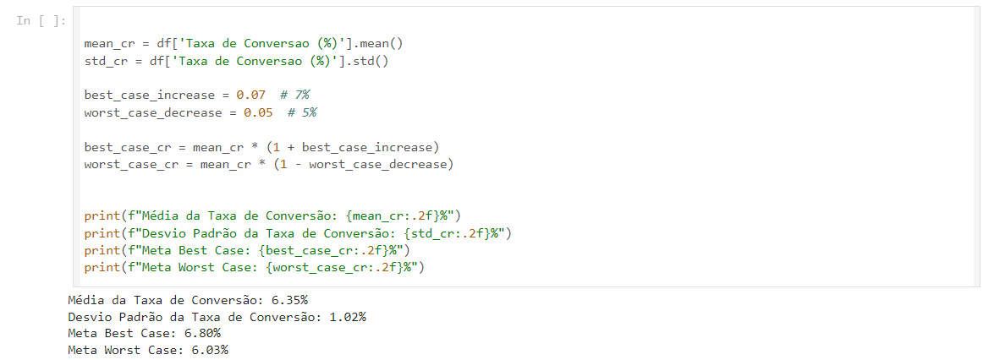 In [ ]:
mean_cr = df['Taxa de Conversao (%)'].mean()
std_cr = df['Taxa de Conversao (%)'].std()
best_case_increase = 0.07  # 7%
worst_case_decrease = 0.05  # 5%
best_case_cr = mean_cr * (1 + best_case_increase)
worst_case_cr = mean_cr * (1 - worst_case_decrease)
print(f"Média da Taxa de Conversão: {mean_cr:.2f}%")
print(f"Desvio Padrão da Taxa de Conversão: {std_cr:.2f}%")
print(f"Meta Best Case: {best_case_cr:.2f}%")
print(f"Meta Worst Case: {worst_case_cr:.2f}%")
Média da Taxa de Conversão: 6.35%
Desvio Padrão da Taxa de Conversão: 1.02%
Meta Best Case: 6.80%
Meta Worst Case: 6.03%